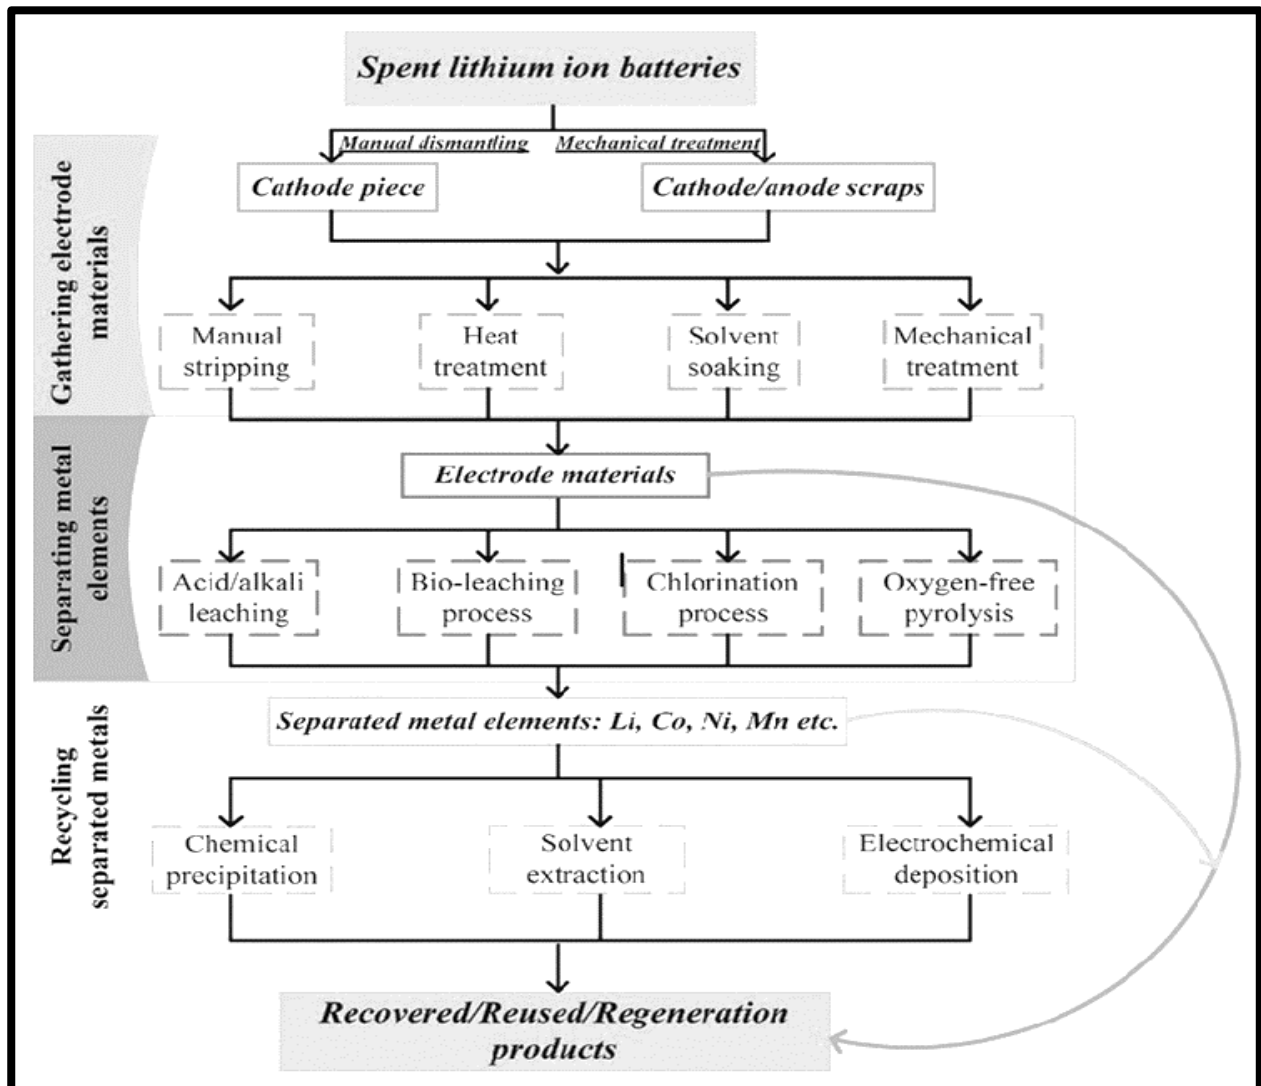 Spent lithium ion batteries
Manual dismantling
Mechanical treatment
Cathode piece
Cathode/anode scraps
Gathering electrode
materials
Manual
stripping
Heat
treatment
Solvent
soaking
Mechanical
treatment
Separating metal
elements
Electrode materials
Acid/alkali
leaching
Bio-leaching
process
Chlorination
process
Oxygen-free
pyrolysis
Recycling
separated metals
Separated metal elements: Li, Co, Ni, Mn etc.
Chemical
precipitation
Solvent
extraction
Electrochemical
deposition
Recovered/Reused/Regeneration
products